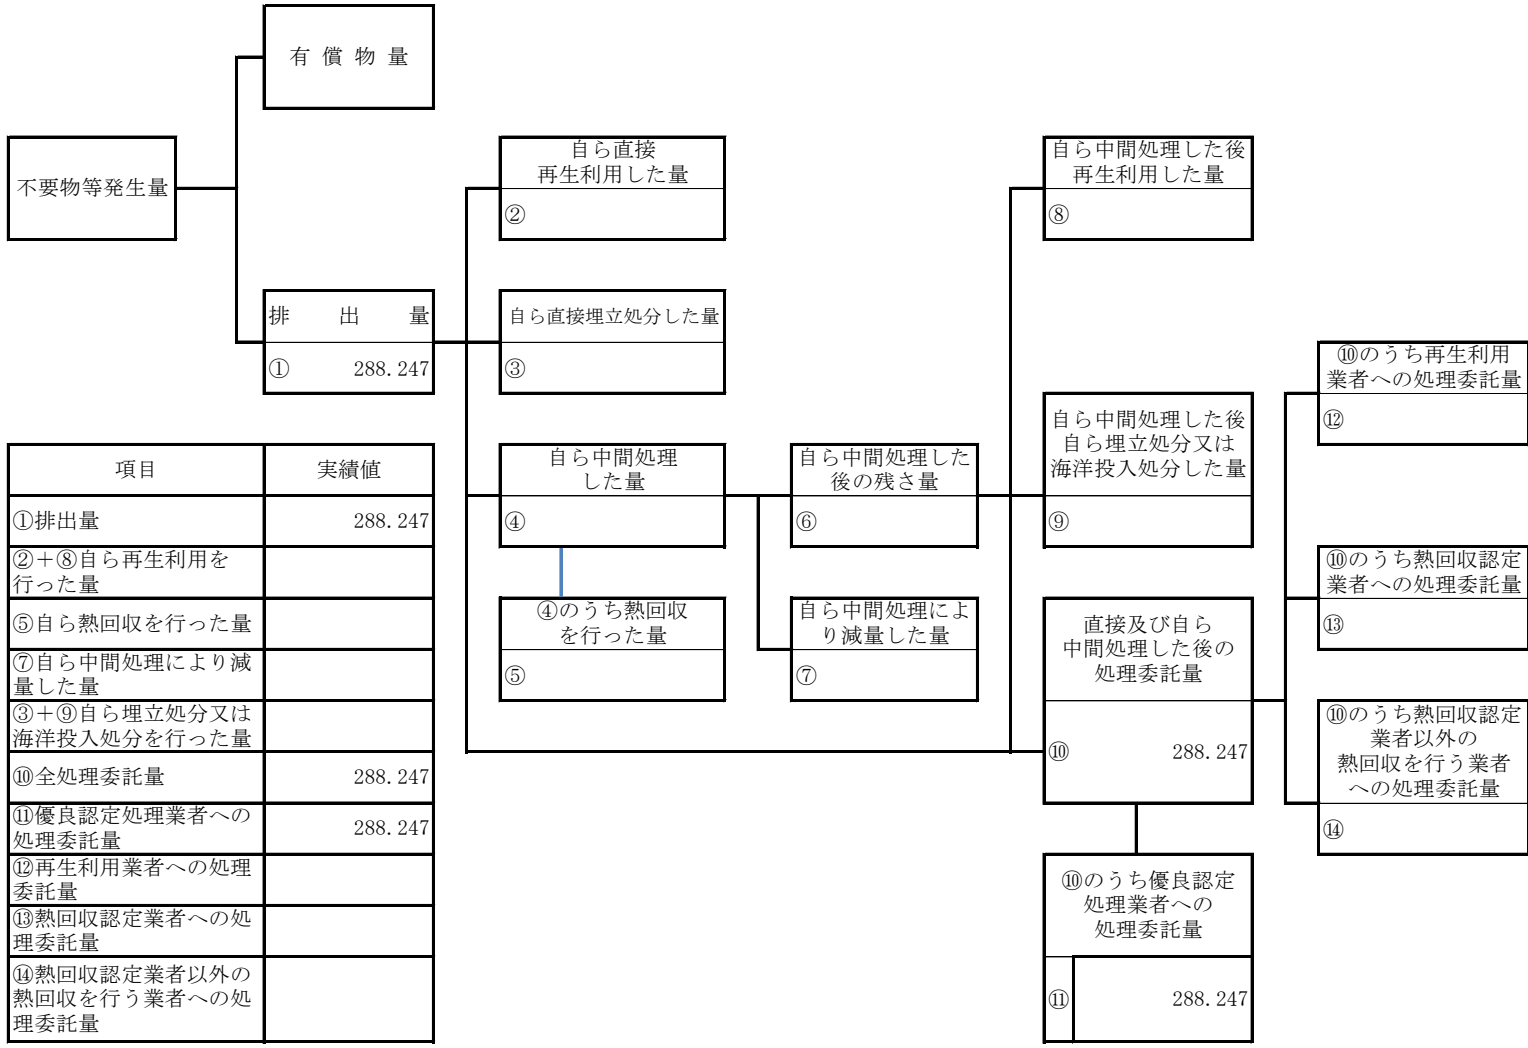 有償物量
不要物等発生量
排出量
① 288.247
自ら直接
再生利用した量
②
自ら直接埋立処分した量
③
自ら中間処理
した量
④
④のうち熱回収
を行った量
⑤
自ら中間処理した
後の残さ量
⑥
自ら中間処理によ
り減量した量
⑦
自ら中間処理した後
再生利用した量
⑧
自ら中間処理した後
自ら埋立処分又は
海洋投入処分した量
⑨
直接及び自ら
中間処理した後の
処理委託量
⑩ 288.247
⑩のうち優良認定
処理業者への
処理委託量
⑪ 288.247
⑩のうち再生利用
業者への処理委託量
⑫
⑩のうち熱回収認定
業者への処理委託量
⑬
⑩のうち熱回収認定
業者以外の
熱回収を行う業者
への処理委託量
⑭
項目 実績値
①排出量 288.247
②＋⑧自ら再生利用を
行った量
⑤自ら熱回収を行った量
⑦自ら中間処理により減
量した量
③＋⑨自ら埋立処分又は
海洋投入処分を行った量
⑩全処理委託量 288.247
⑪優良認定処理業者への
処理委託量 288.247
⑫再生利用業者への処理
委託量
⑬熱回収認定業者への処
理委託量
⑭熱回収認定業者以外の
熱回収を行う業者への処
理委託量